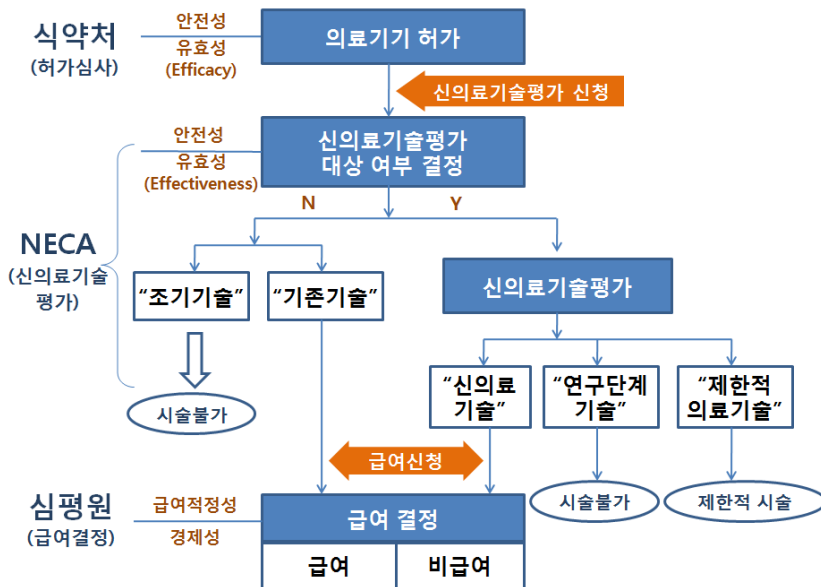 식약처
(허가심사)
안전성
유효성
(Efficacy)
의료기기 허가
신의료기술평가 신청
NECA
(신의료기술
평가)
안전성
유효성
(Effectiveness)
신의료기술평가
대상 여부 결정
N
Y
“조기기술”
“기존기술”
신의료기술평가
시술불가
“신의료
기술”
“연구단계
기술”
“제한적
의료기술”
급여신청
시술불가
제한적 시술
심평원
(급여결정)
급여적정성
경제성
급여 결정
급여
비급여